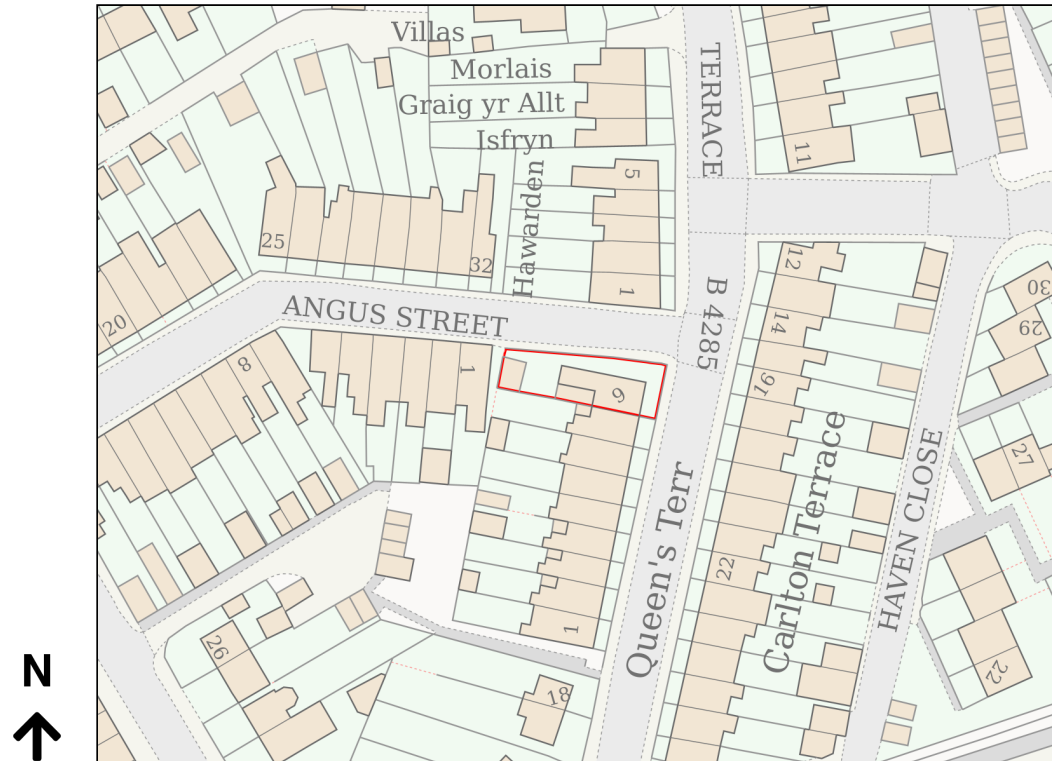 Villas
Morlais
Graig yr Allt
Isfryn
TERRACE
11
5
Hawarden
25
32
1
12
30
20
ANGUS STREET
B 4285
14
29
8
1
9
16
Carlton Terrace
27
Queen's Terr
HAVEN CLOSE
22
1
26
22
18
N